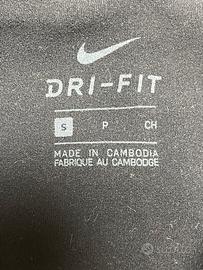 DRI-FIT
S P CH
MADE IN CAMBODIA
FABRIQUE AU CAMBODGE